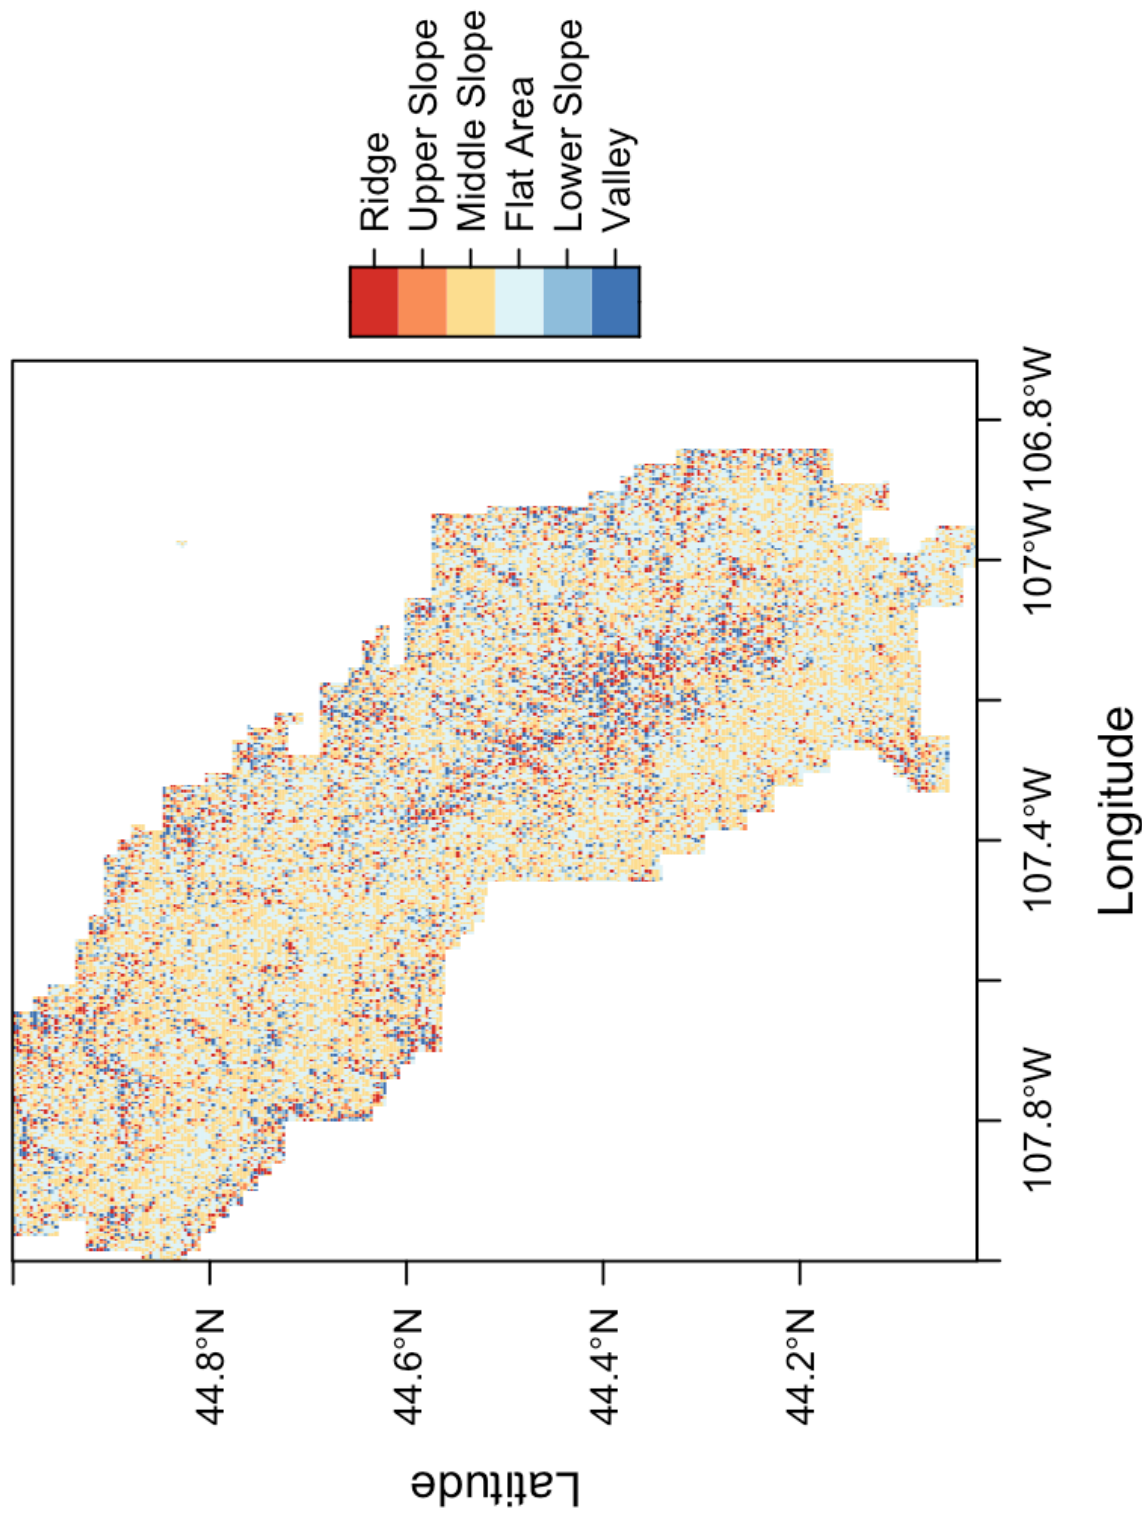 Ridge
Upper Slope
Middle Slope
Flat Area
Lower Slope
Valley
44.8°N
44.6°N
44.4°N
44.2°N
Latitude
107.8°W
107.4°W
107°W
106.8°W
Longitude